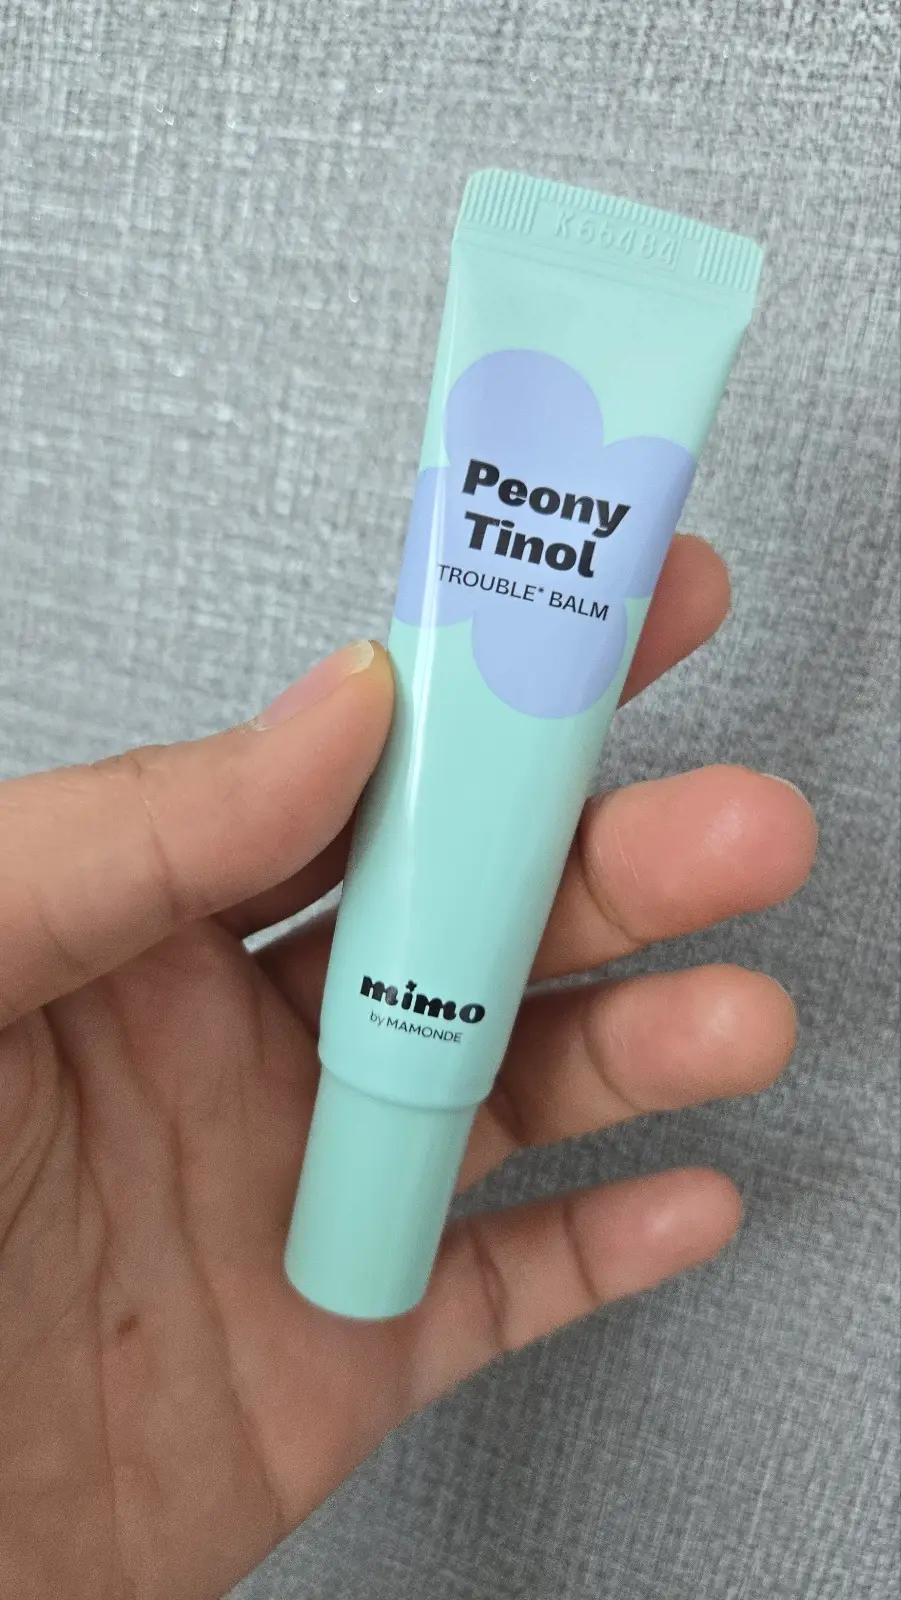 K66484
Peony
Tinol
TROUBLE* BALM
mimo
by MAMONDE